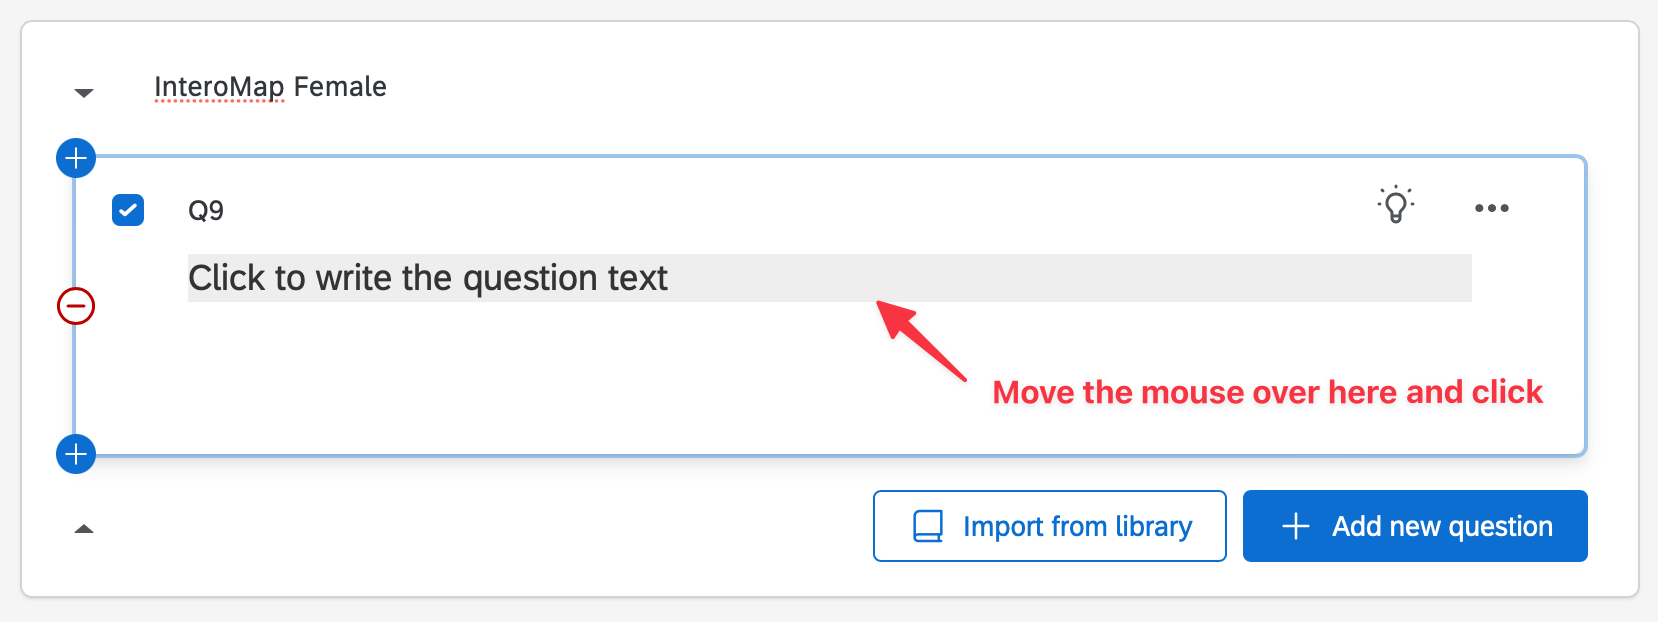 InteroMap Female
Q9
Click to write the question text
Move the mouse over here and click
Import from library
Add new question